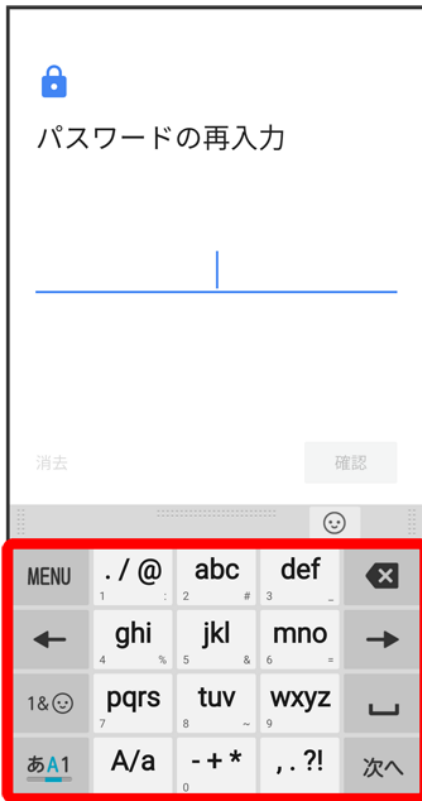 パスワードの再入力
消去 確認
MENU . / @ abc def
1 : 2 # 3 _
ghi jkl mno
4 % 5 & 6 =
1& pqrs tuv wxyz
7 8 ~ 9
あA1 A/a - + * , . ?! 次へ
0